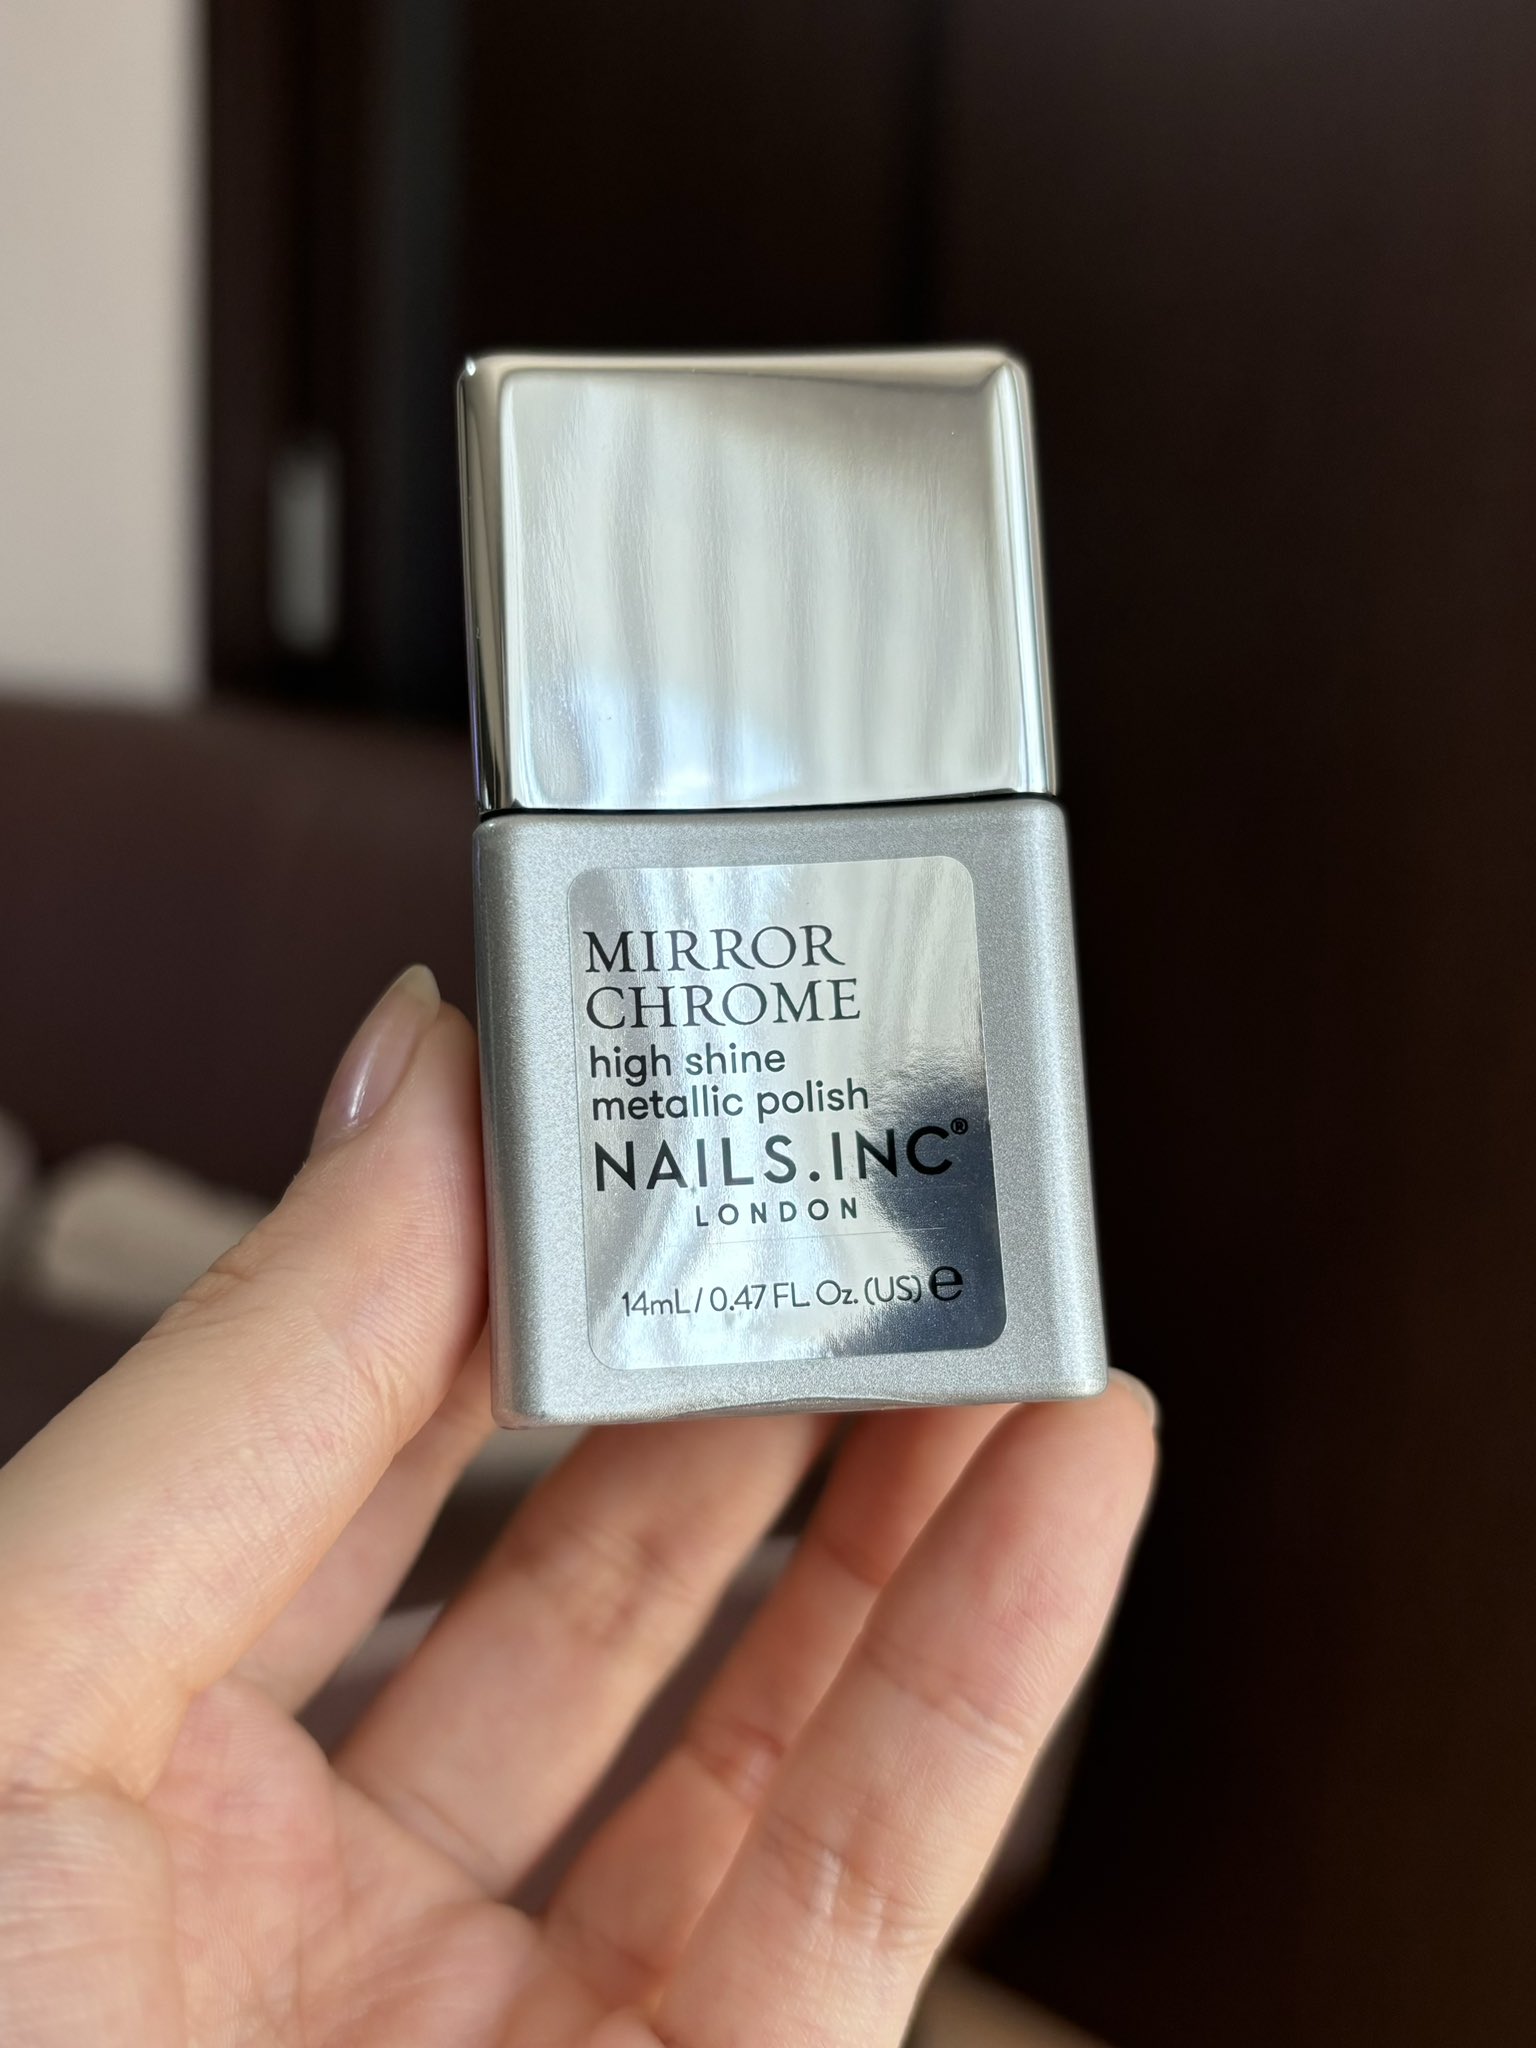 MIRROR
CHROME
high shine
metallic polish
NAILS.INC®
LONDON
14mL / 0.47 FL Oz. (US) ℮